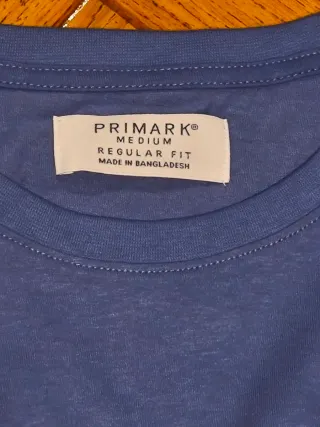 PRIMARK®
MEDIUM
REGULAR FIT
MADE IN BANGLADESH